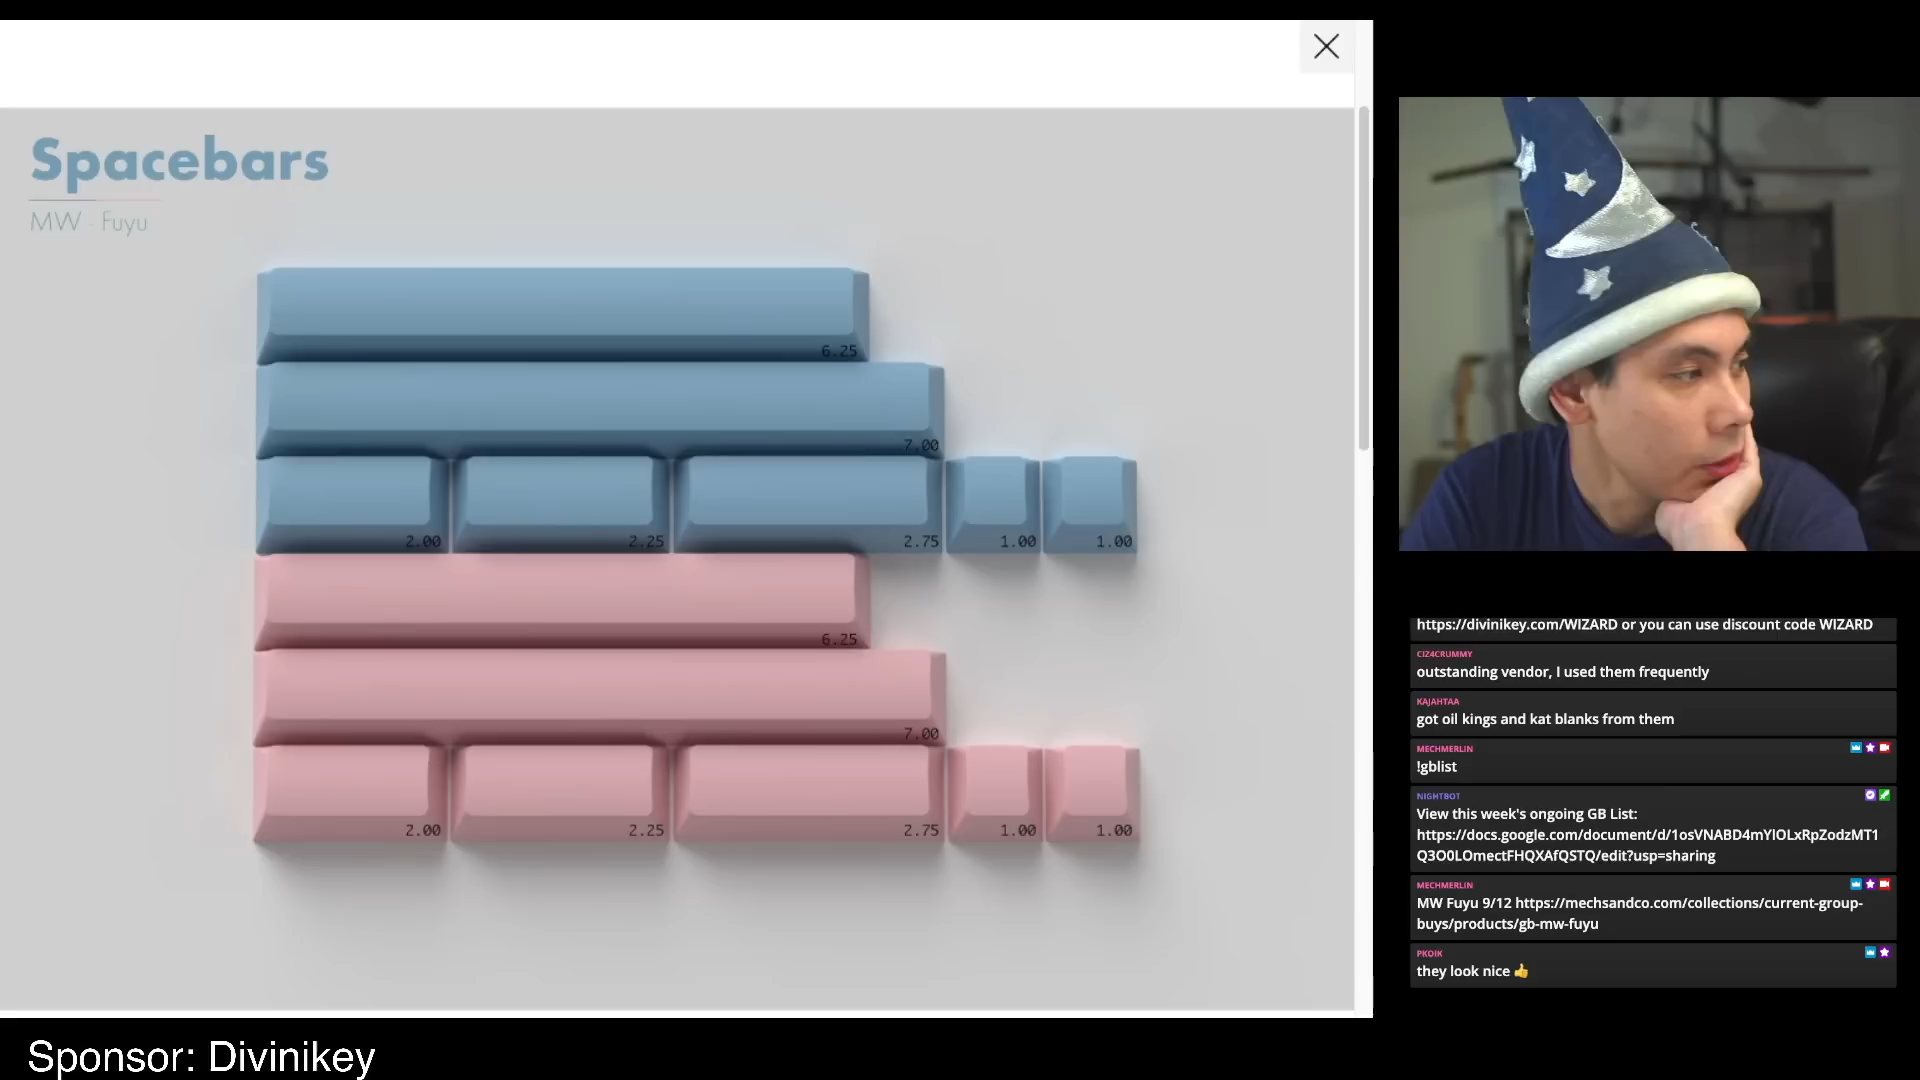 Spacebars
MW - Fuyu
6.25
7.00
2.00 2.25 2.75 1.00 1.00
6.25
7.00
2.00 2.25 2.75 1.00 1.00
https://divinikey.com/WIZARD or you can use discount code WIZARD
CIZ4CRUMMY
outstanding vendor, I used them frequently
KAJAHTAA
got oil kings and kat blanks from them
MECHMERLIN
!gblist
NIGHTBOT
View this week's ongoing GB List:
https://docs.google.com/document/d/1osVNABD4mYlOLxRpZodzMT1
Q3O0LOmectFHQXAfQSTQ/edit?usp=sharing
MECHMERLIN
MW Fuyu 9/12 https://mechsandco.com/collections/current-group-
buys/products/gb-mw-fuyu
PKOIK
they look nice 👍
Sponsor: Divinikey